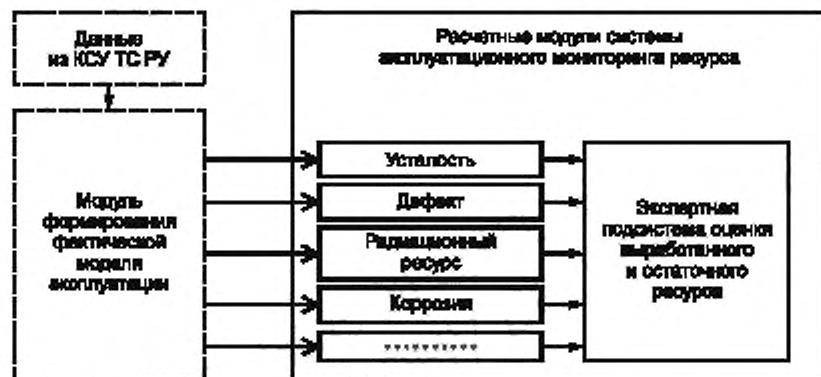 Данные
из КСУ ТС РУ
Расчетные модули системы
эксплуатационного мониторинга ресурса
Модуль
формирования
фактической
модели
эксплуатации
Усталость
Дефект
Радиационный
ресурс
Коррозия
..........
Экспертная
подсистема оценки
выработанного
и остаточного
ресурсов